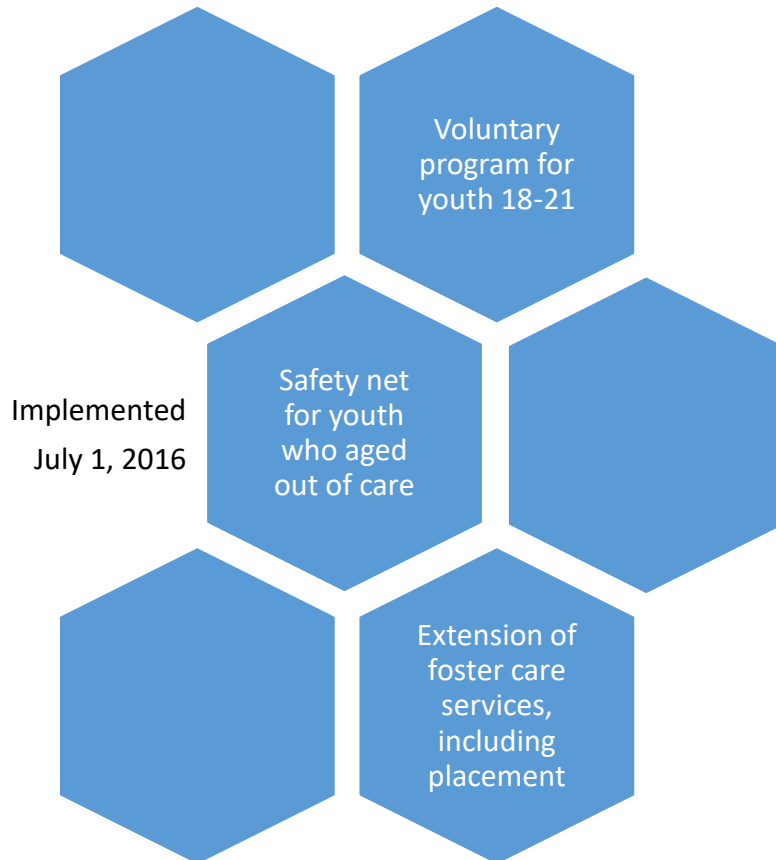 Voluntary
program for
youth 18-21
Implemented
July 1, 2016
Safety net
for youth
who aged
out of care
Extension of
foster care
services,
including
placement